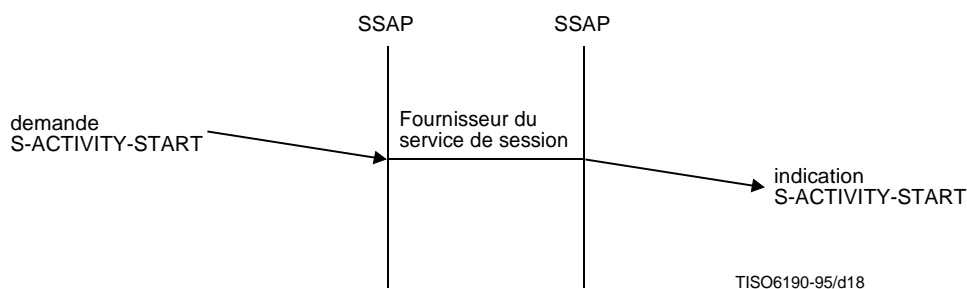 SSAP SSAP
demande
S-ACTIVITY-START
Fournisseur du
service de session
indication
S-ACTIVITY-START
TISO6190-95/d18